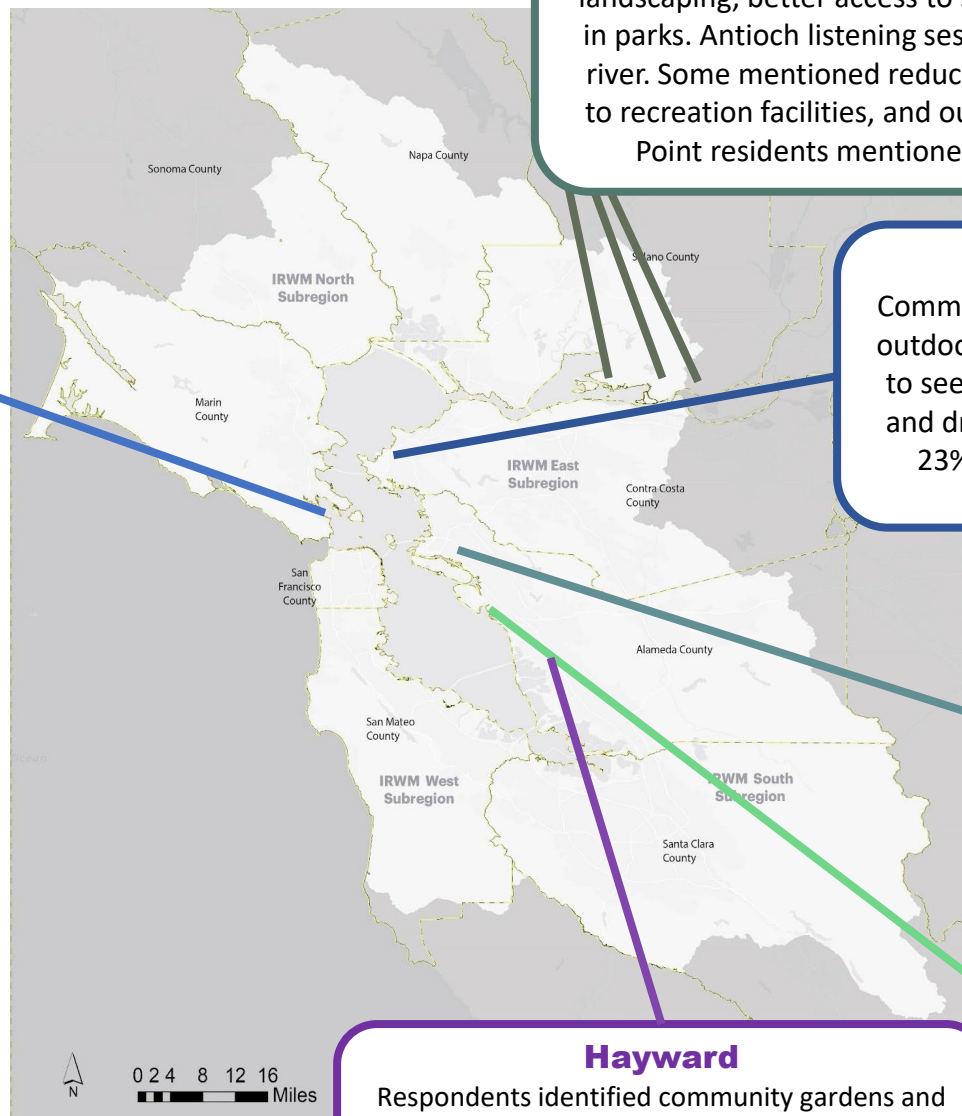 landscaping, better access to
in parks. Antioch listening ses
river. Some mentioned reduc
to recreation facilities, and ou
Point residents mentione
Sonoma County
Napa County
Solano County
IRWM North
Subregion
Comm
outdoo
to see
and dr
23%
Marin
County
IRWM East
Subregion
Contra Costa
County
San
Francisco
County
Alameda County
San Mateo
County
IRWM West
Subregion
IRWM South
Subregion
Santa Clara
County
Ocean
N
0 2 4 8 12 16
Miles
Hayward
Respondents identified community gardens and